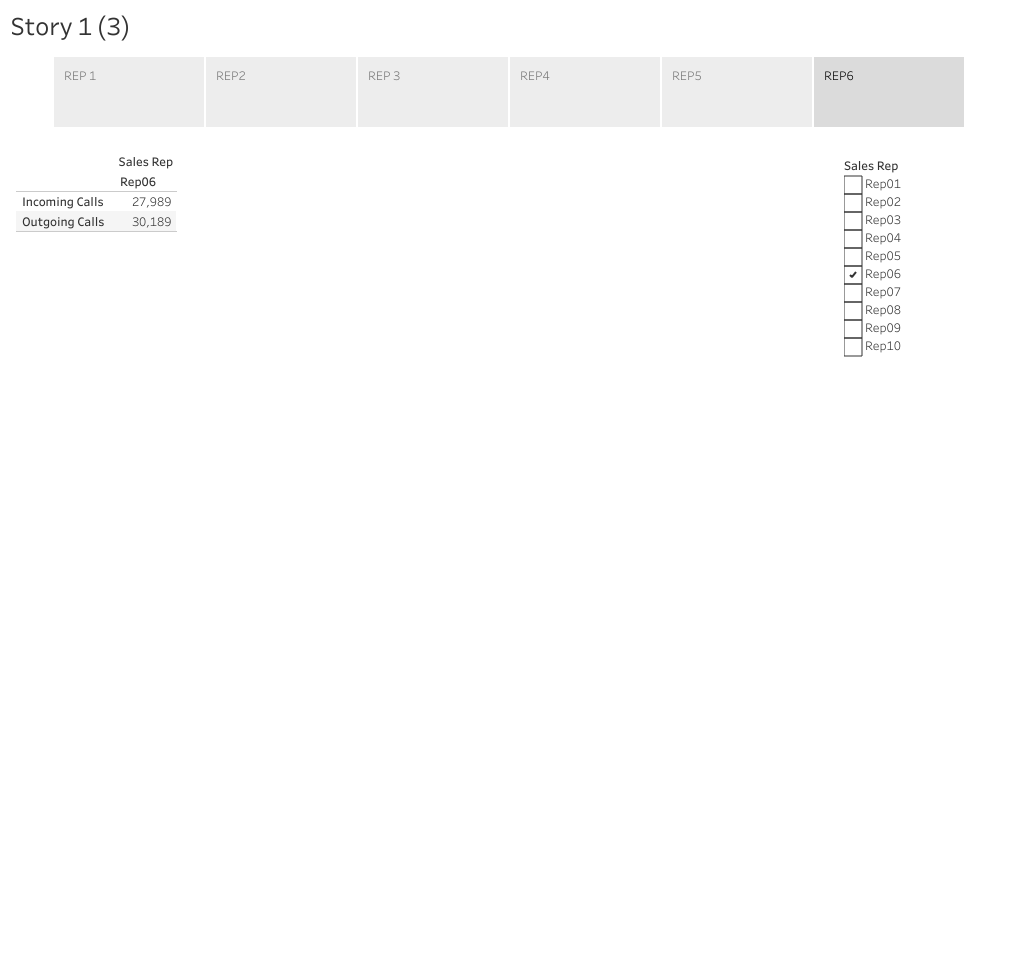 Story 1 (3)
REP 1 REP2 REP 3 REP4 REP5 REP6
Sales Rep
Rep06
Incoming Calls 27,989
Outgoing Calls 30,189
Sales Rep
Rep01
Rep02
Rep03
Rep04
Rep05
Rep06
Rep07
Rep08
Rep09
Rep10